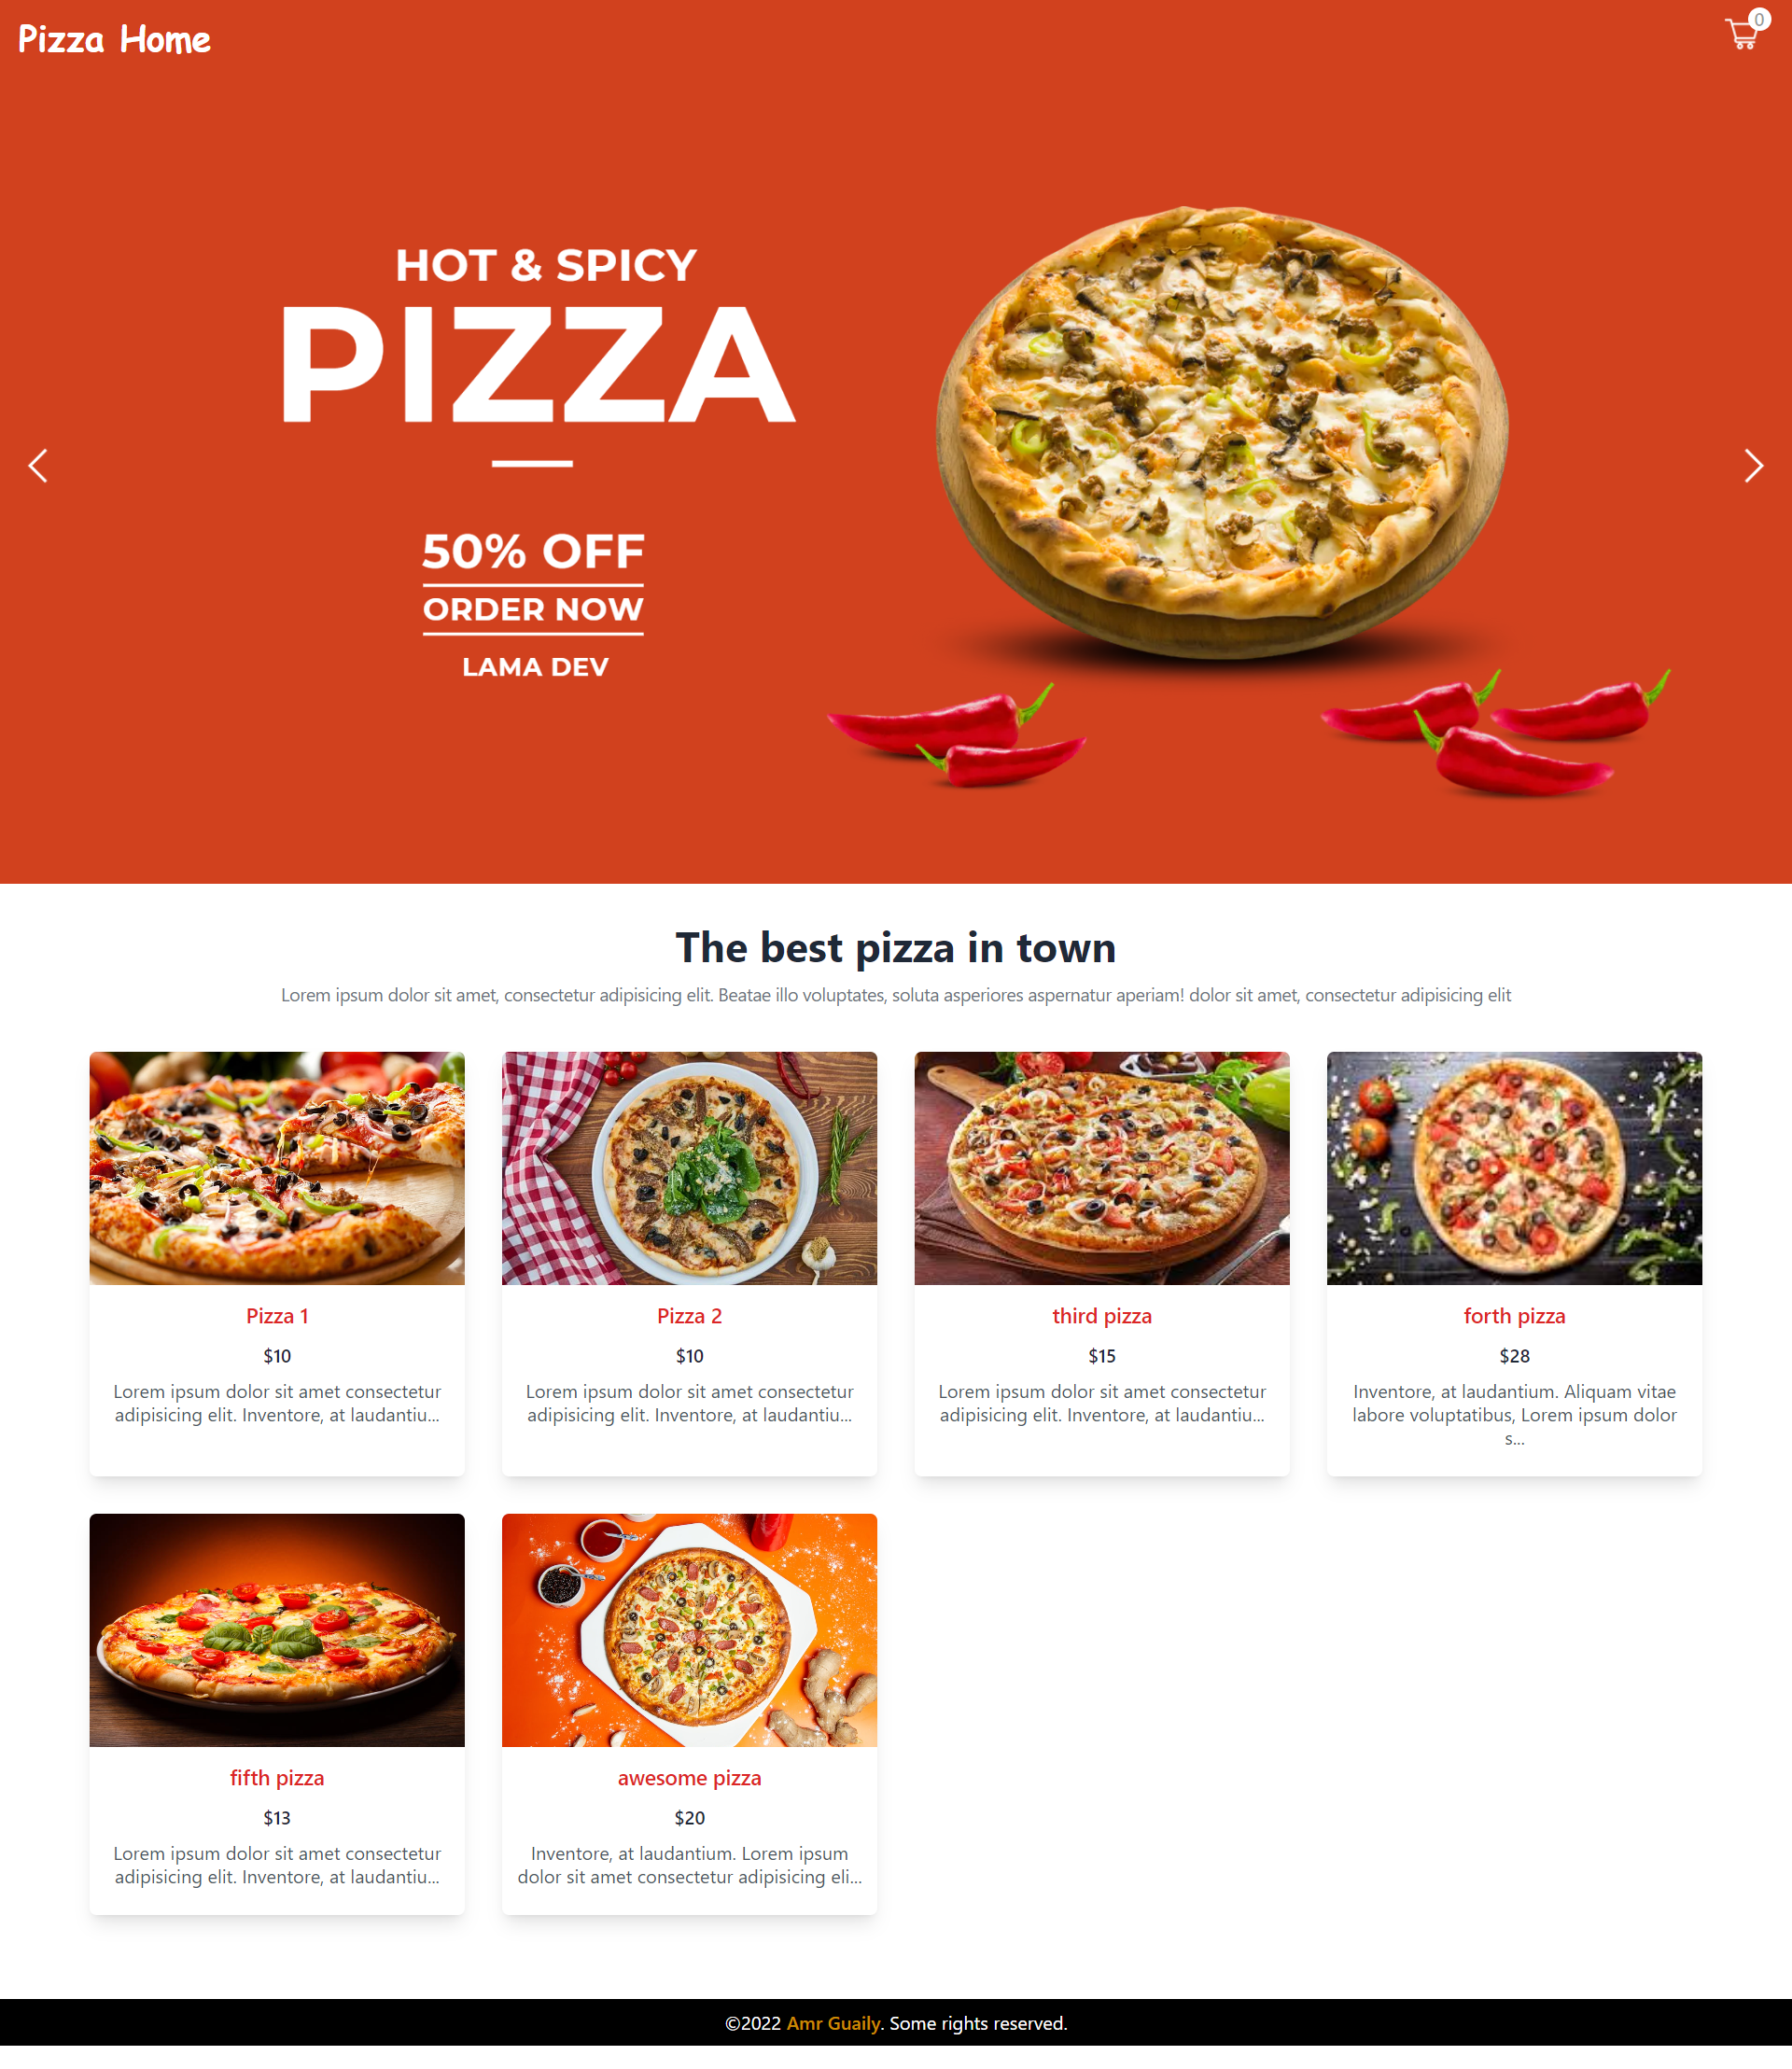 Pizza Home
0
HOT & SPICY
PIZZA
50% OFF
ORDER NOW
LAMA DEV
The best pizza in town
Lorem ipsum dolor sit amet, consectetur adipisicing elit. Beatae illo voluptates, soluta asperiores aspernatur aperiam! dolor sit amet, consectetur adipisicing elit
Pizza 1
$10
Lorem ipsum dolor sit amet consectetur
adipisicing elit. Inventore, at laudantiu...
Pizza 2
$10
Lorem ipsum dolor sit amet consectetur
adipisicing elit. Inventore, at laudantiu...
third pizza
$15
Lorem ipsum dolor sit amet consectetur
adipisicing elit. Inventore, at laudantiu...
forth pizza
$28
Inventore, at laudantium. Aliquam vitae
labore voluptatibus, Lorem ipsum dolor
s...
fifth pizza
$13
Lorem ipsum dolor sit amet consectetur
adipisicing elit. Inventore, at laudantiu...
awesome pizza
$20
Inventore, at laudantium. Lorem ipsum
dolor sit amet consectetur adipisicing eli...
©2022 Amr Guaily. Some rights reserved.